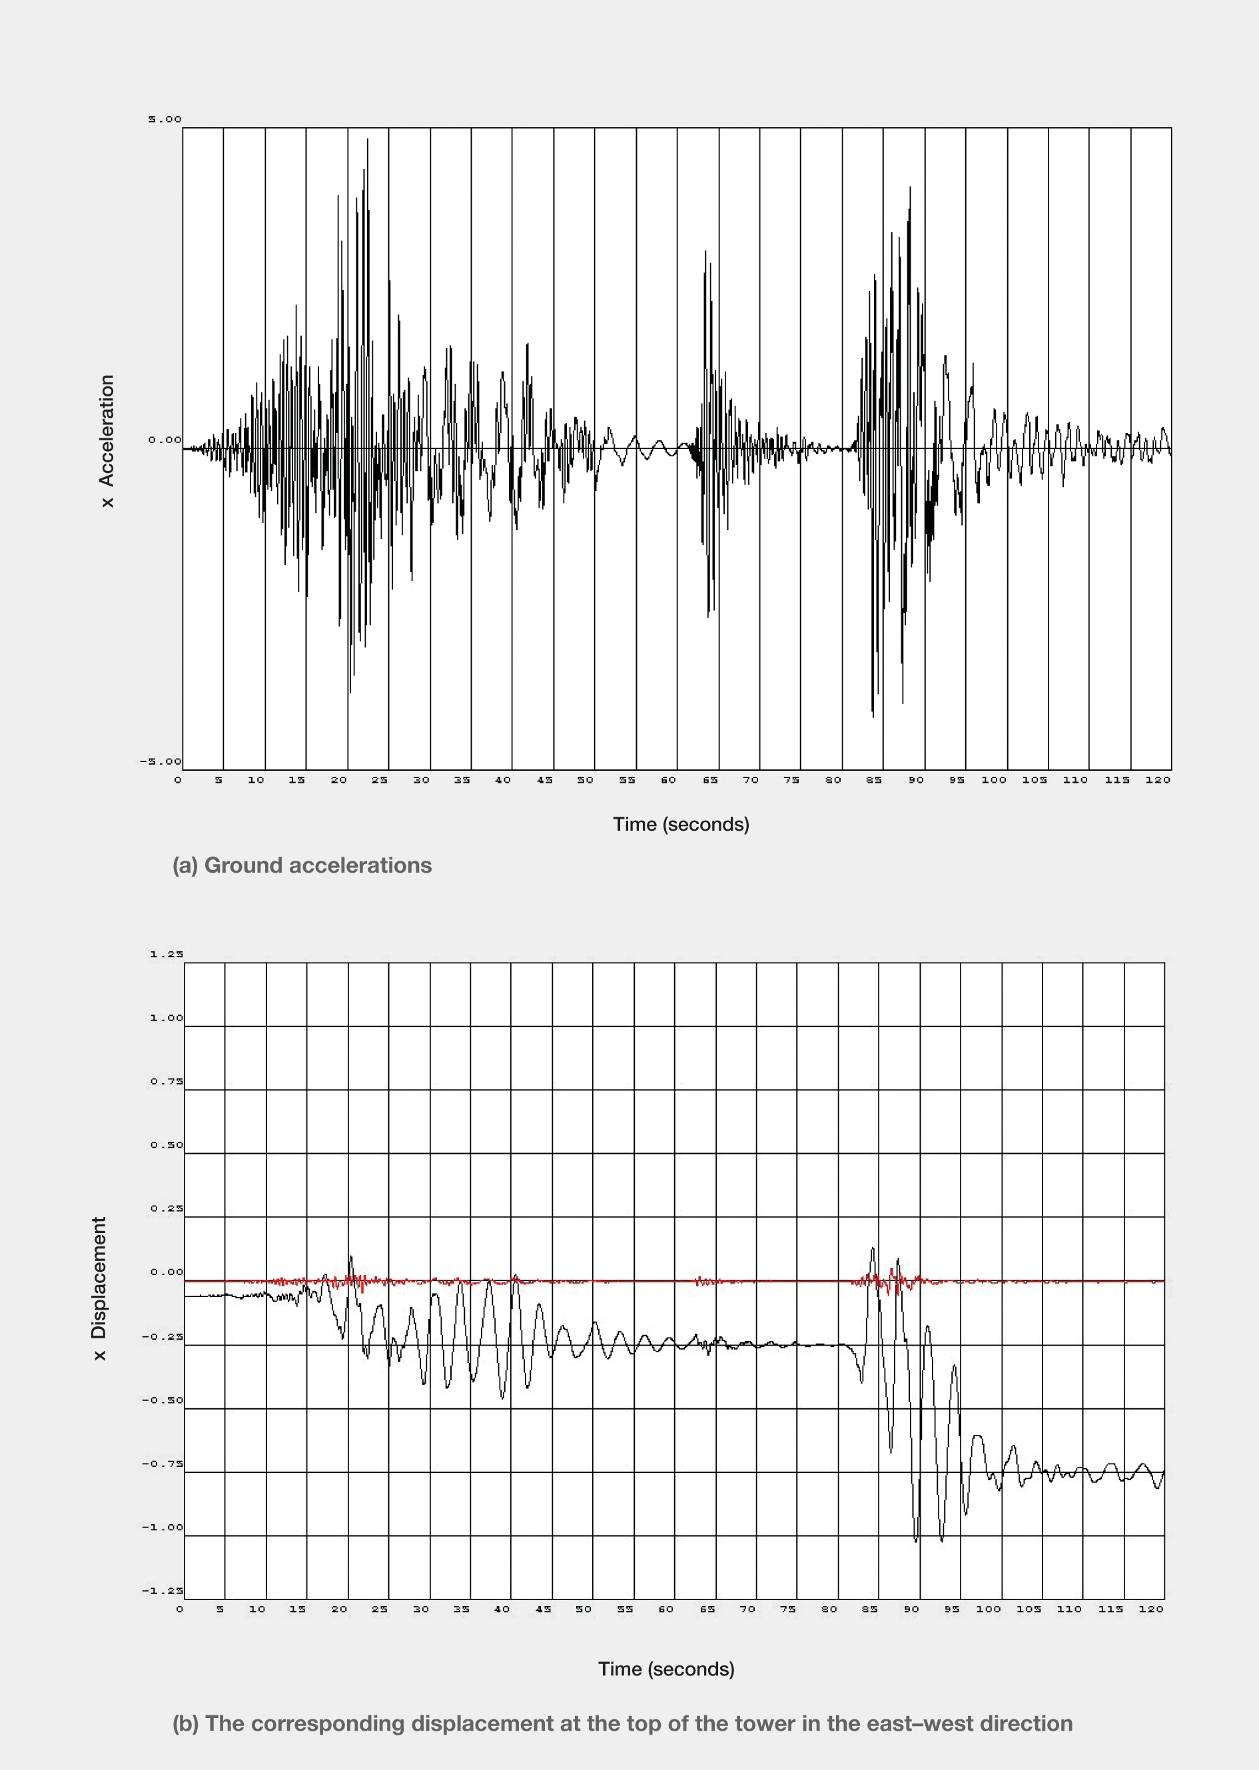 5.00
x Acceleration
0.00
-5.00
0 5 10 15 20 25 30 35 40 45 50 55 60 65 70 75 80 85 90 95 100 105 110 115 120
Time (seconds)
(a) Ground accelerations
1.25
1.00
0.75
0.50
0.25
x Displacement
0.00
-0.25
-0.50
-0.75
-1.00
-1.25
0 5 10 15 20 25 30 35 40 45 50 55 60 65 70 75 80 85 90 95 100 105 110 115 120
Time (seconds)
(b) The corresponding displacement at the top of the tower in the east–west direction